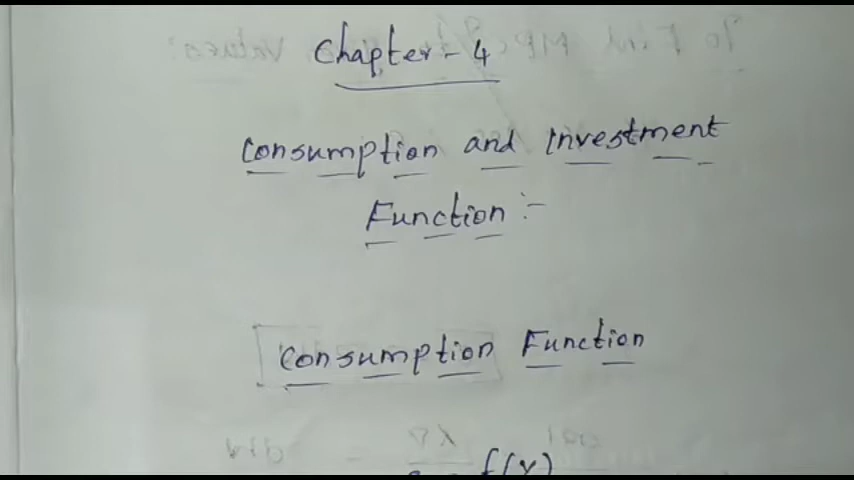 Chapter - 4
Consumption and Investment
Function :-
Consumption Function
f(Y)